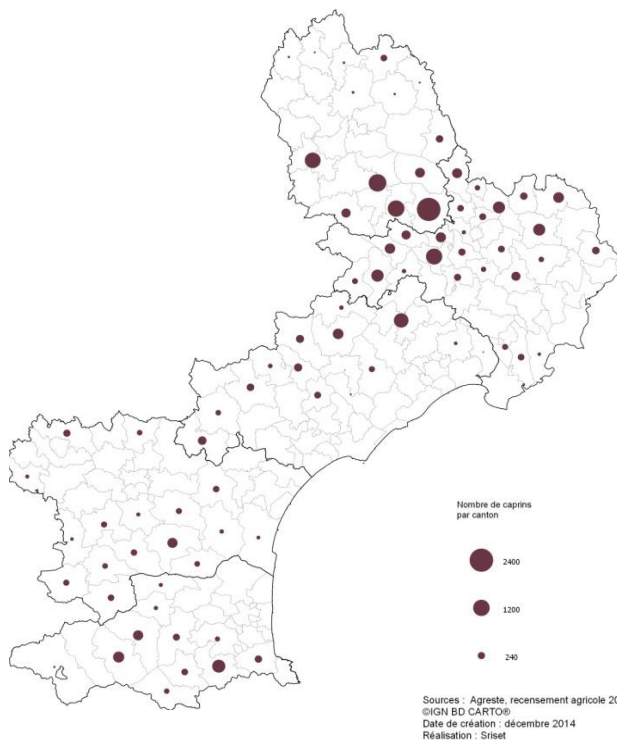 Nombre de caprins
par canton
2400
1200
240
Sources : Agreste, recensement agricole 20
©IGN BD CARTO®
Date de création : décembre 2014
Réalisation : Sriset